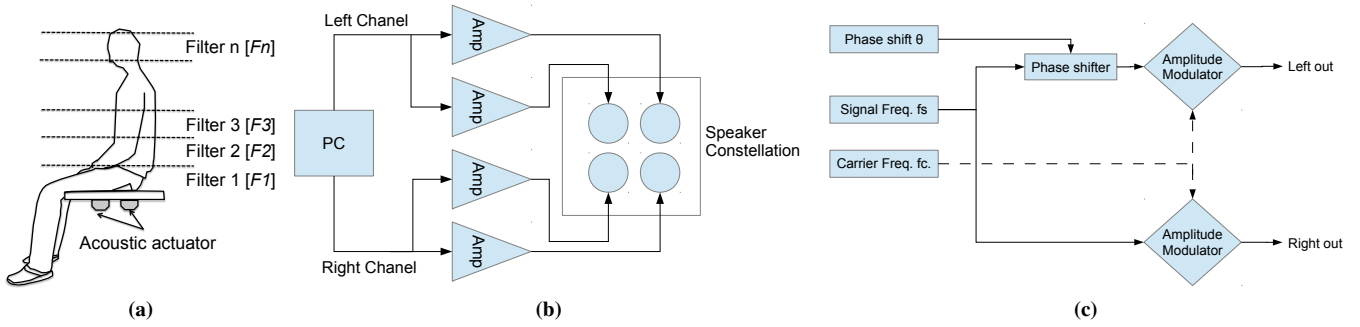 Filter n [Fn]
Filter 3 [F3]
Filter 2 [F2]
Filter 1 [F1]
Acoustic actuator
(a)
Left Chanel
Amp
Amp
PC
Amp
Amp
Right Chanel
Speaker
Constellation
(b)
Phase shift θ
Phase shifter
Amplitude
Modulator
Left out
Signal Freq. fs
Carrier Freq. fc.
Amplitude
Modulator
Right out
(c)